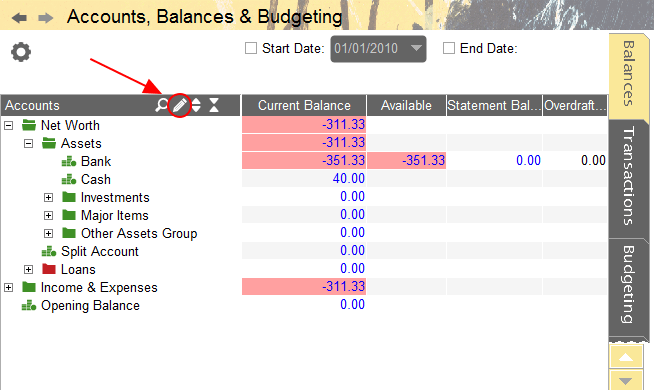 Accounts, Balances & Budgeting
Start Date: 01/01/2010 End Date:
Accounts Current Balance Available Statement Bal... Overdraft...
Net Worth -311.33
Assets -311.33
Bank -351.33 -351.33 0.00 0.00
Cash 40.00
Investments 0.00
Major Items 0.00
Other Assets Group 0.00
Split Account 0.00
Loans 0.00
Income & Expenses -311.33
Opening Balance 0.00
Balances
Transactions
Budgeting